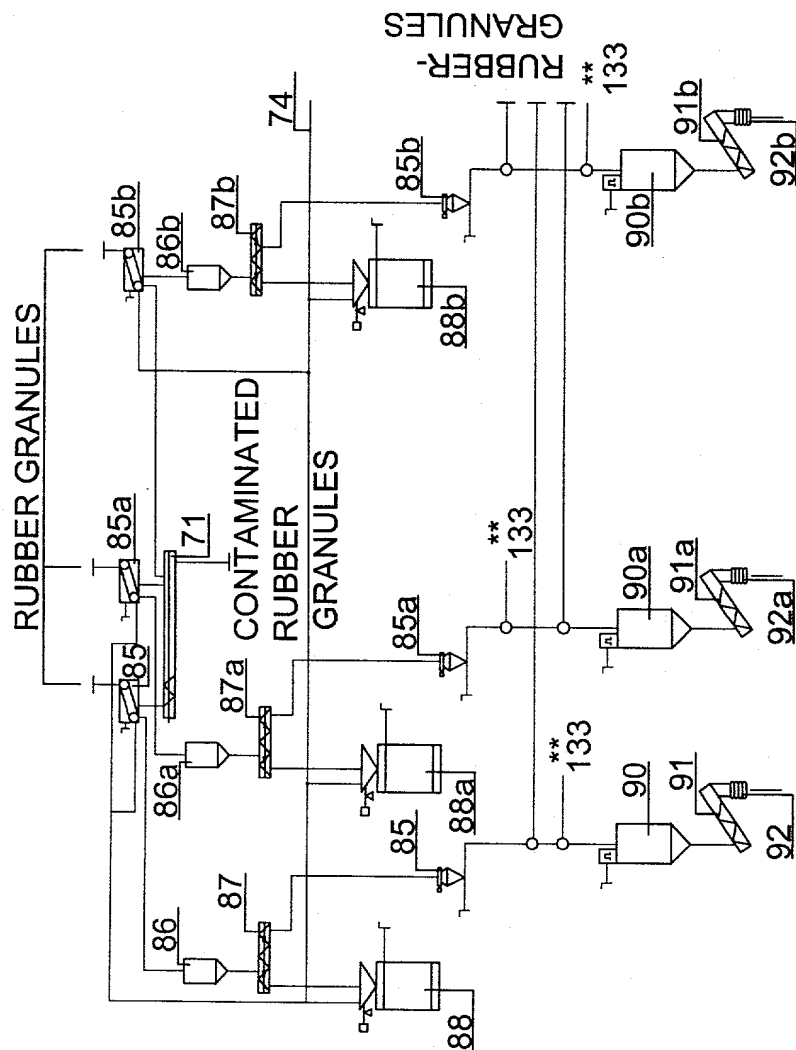 RUBBER GRANULES
85
85a
85b
71
CONTAMINATED
RUBBER
GRANULES
74
86
86a
86b
87
87a
87b
88
88a
88b
85
85a
85b
RUBBER-
GRANULES
**
133
**
133
**
133
90
90a
90b
91
91a
91b
92
92a
92b